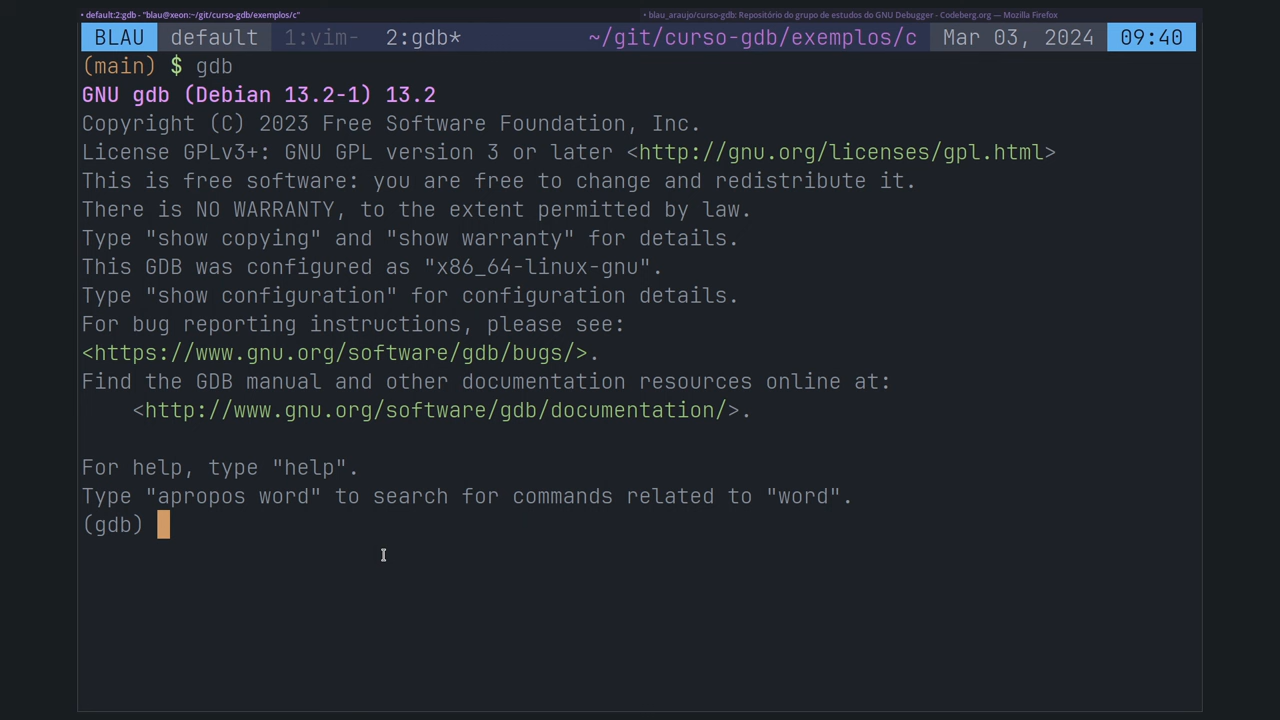 • default:2:gdb - "blau@xeon:~/git/curso-gdb/exemplos/c"
• blau_araujo/curso-gdb: Repositório do grupo de estudos do GNU Debugger - Codeberg.org — Mozilla Firefox
BLAU default 1:vim- 2:gdb* ~/git/curso-gdb/exemplos/c Mar 03, 2024 09:40
(main) $ gdb
GNU gdb (Debian 13.2-1) 13.2
Copyright (C) 2023 Free Software Foundation, Inc.
License GPLv3+: GNU GPL version 3 or later <http://gnu.org/licenses/gpl.html>
This is free software: you are free to change and redistribute it.
There is NO WARRANTY, to the extent permitted by law.
Type "show copying" and "show warranty" for details.
This GDB was configured as "x86_64-linux-gnu".
Type "show configuration" for configuration details.
For bug reporting instructions, please see:
<https://www.gnu.org/software/gdb/bugs/>.
Find the GDB manual and other documentation resources online at:
<http://www.gnu.org/software/gdb/documentation/>.
For help, type "help".
Type "apropos word" to search for commands related to "word".
(gdb)